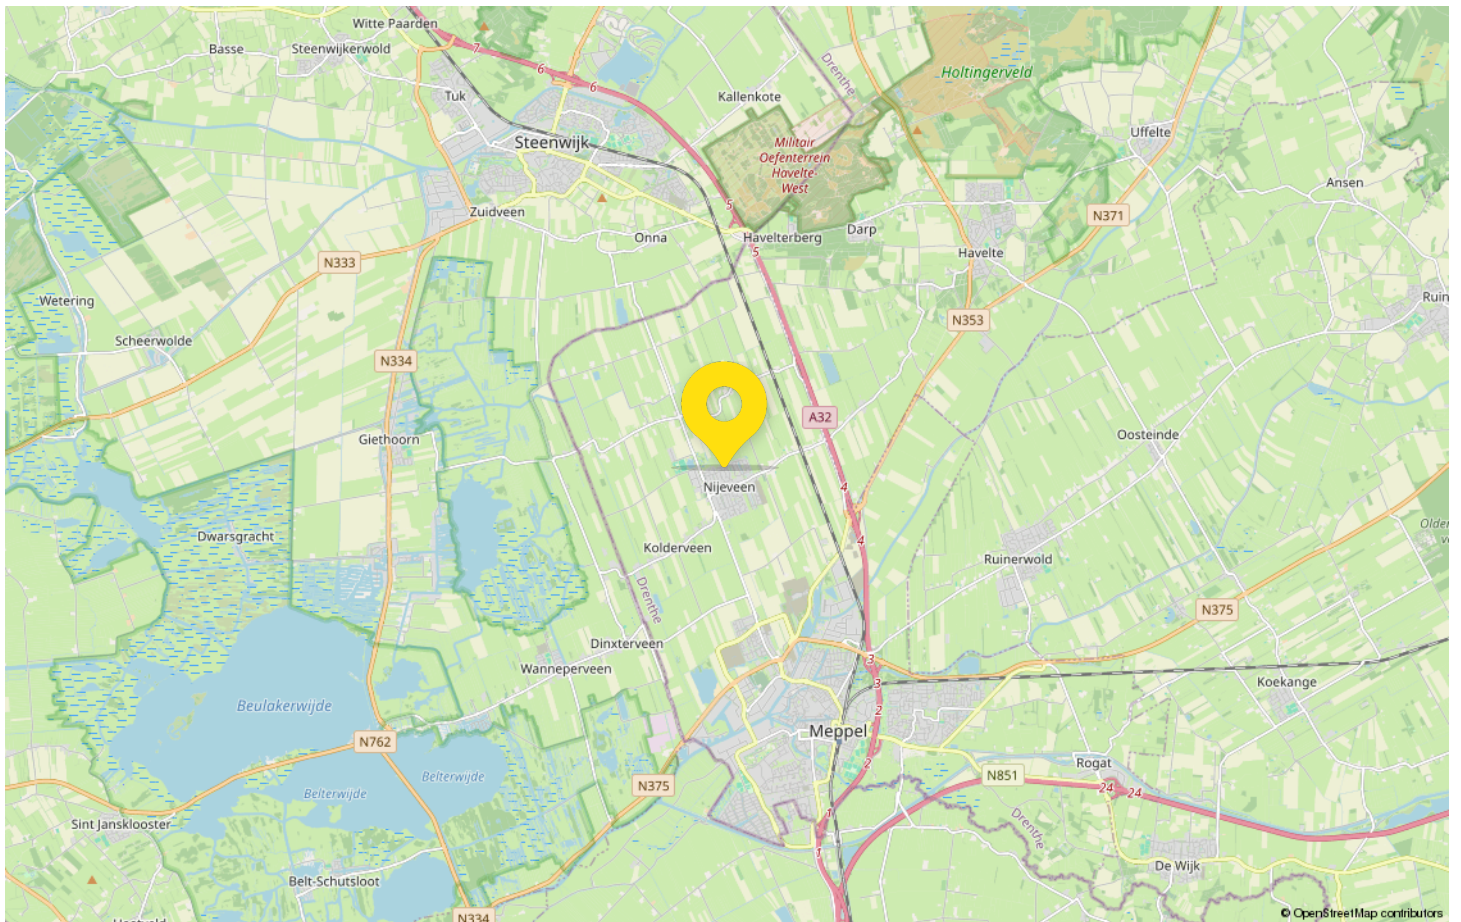 Witte Paarden
Basse
Steenwijkerwold
7
6
6
Drenthe
Holtingerveld
Tuk
Kallenkote
Steenwijk
Militair
Oefenterrein
Havelte-
West
Uffelte
Ansen
5
Zuidveen
N371
Onna
Havelterberg
Darp
5
Havelte
N333
Wetering
Ruin
N353
Scheerwolde
N334
A32
Giethoorn
Oosteinde
Nijeveen
4
Dwarsgracht
4
Kolderveen
Ruinerwold
Drenthe
N375
Dinxterveen
3
Wanneperveen
3
Koekange
Beulakerwijde
2
Meppel
N762
2
Rogat
Belterwijde
N851
N375
24
24
Belterwijde
1
Sint Jansklooster
Drenthe
1
De Wijk
Belt-Schutsloot
N334
© OpenStreetMap contributors